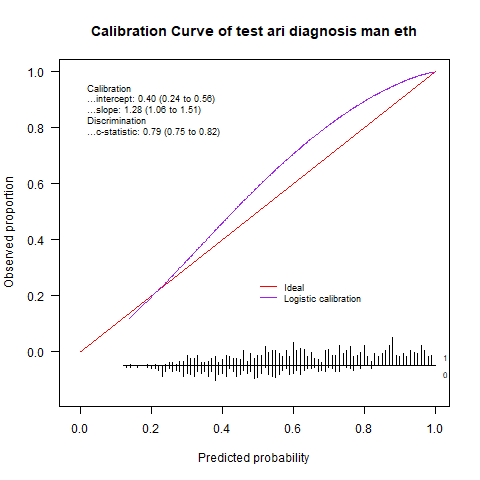 Calibration Curve of test ari diagnosis man eth
Calibration
...intercept: 0.40 (0.24 to 0.56)
...slope: 1.28 (1.06 to 1.51)
Discrimination
...c-statistic: 0.79 (0.75 to 0.82)
Observed proportion
1.0
0.8
0.6
0.4
0.2
0.0
Ideal
Logistic calibration
1
0
0.0 0.2 0.4 0.6 0.8 1.0
Predicted probability